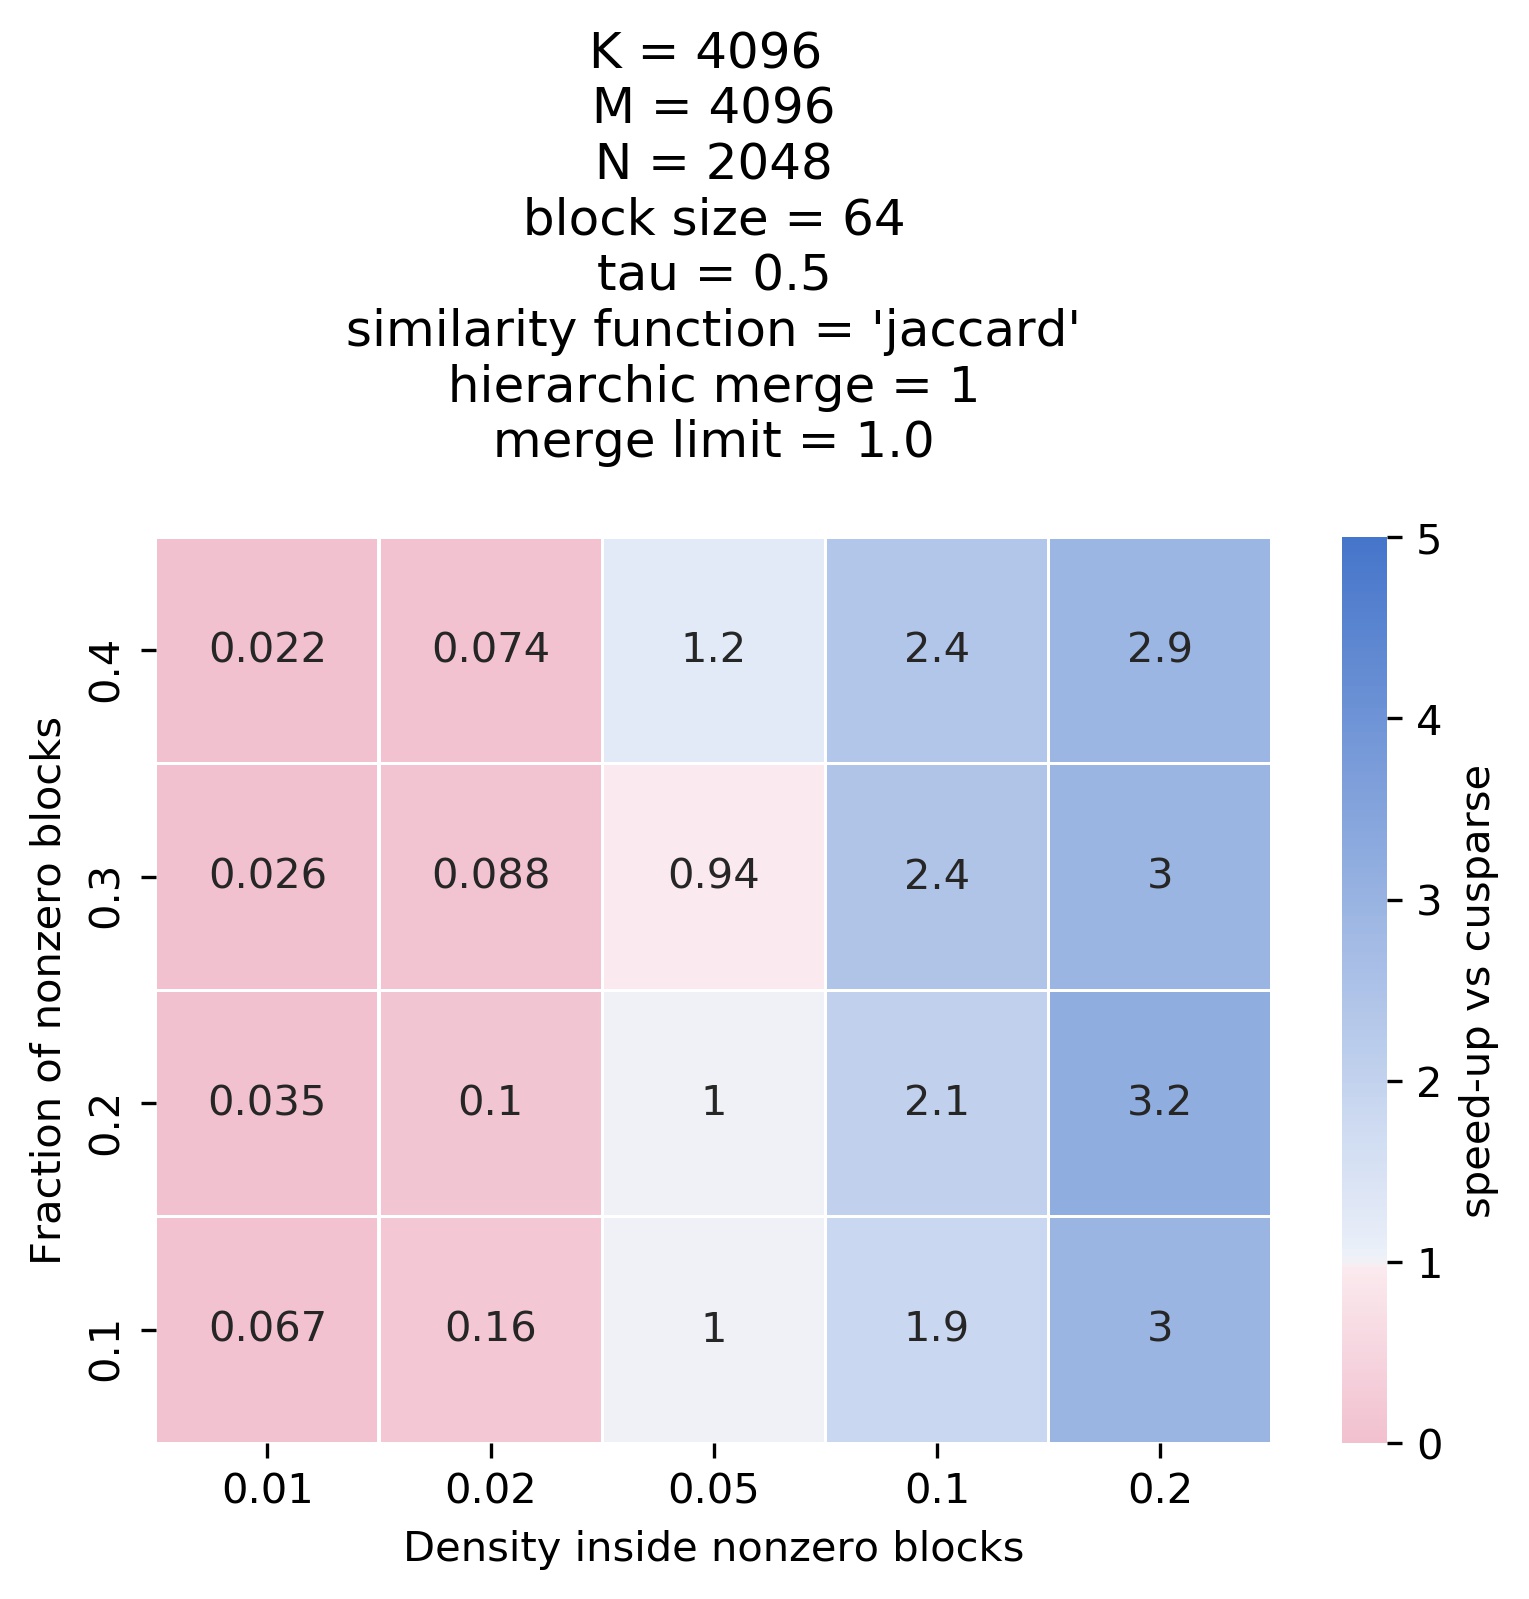 K = 4096
M = 4096
N = 2048
block size = 64
tau = 0.5
similarity function = 'jaccard'
hierarchic merge = 1
merge limit = 1.0
Fraction of nonzero blocks
0.4
0.022 0.074 1.2 2.4 2.9
0.3
0.026 0.088 0.94 2.4 3
0.2
0.035 0.1 1 2.1 3.2
0.1
0.067 0.16 1 1.9 3
0.01 0.02 0.05 0.1 0.2
Density inside nonzero blocks
5
4
3
2
1
0
speed-up vs cusparse